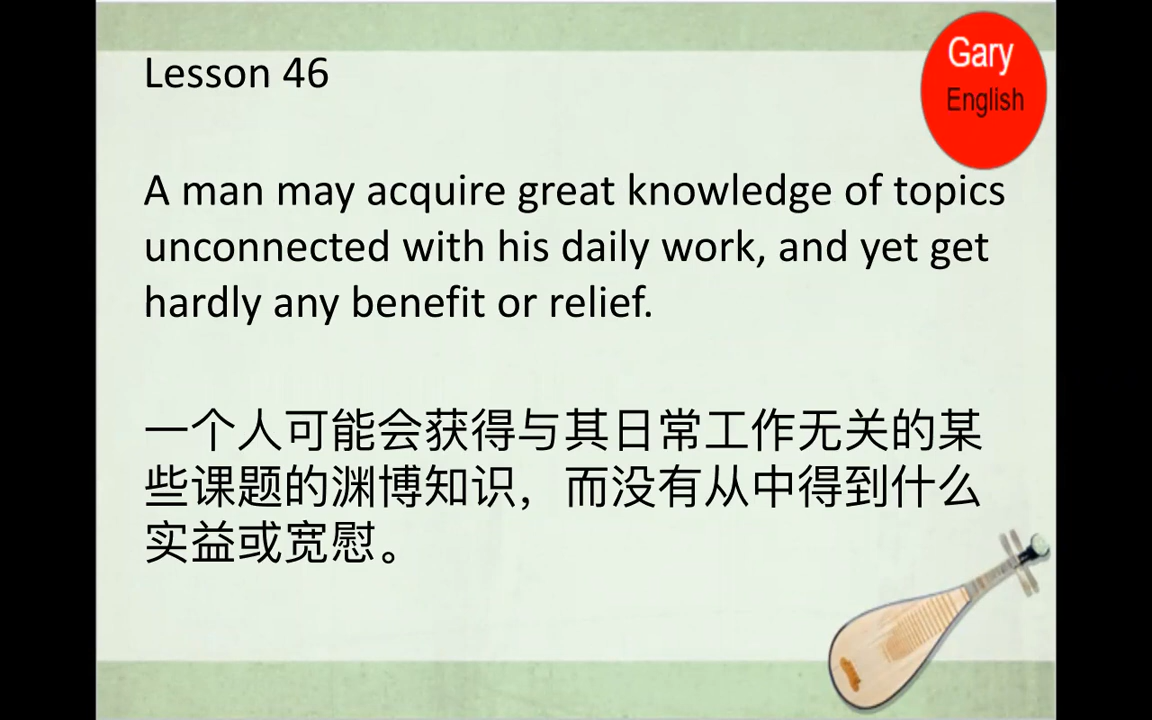 Lesson 46
Gary
English
A man may acquire great knowledge of topics
unconnected with his daily work, and yet get
hardly any benefit or relief.
一个人可能会获得与其日常工作无关的某
些课题的渊博知识，而没有从中得到什么
实益或宽慰。